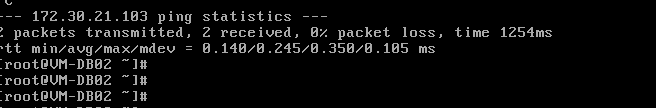 C
--- 172.30.21.103 ping statistics ---
2 packets transmitted, 2 received, 0% packet loss, time 1254ms
rtt min/avg/max/mdev = 0.140/0.245/0.350/0.105 ms
[root@VM-DB02 ~]#
[root@VM-DB02 ~]#
[root@VM-DB02 ~]#